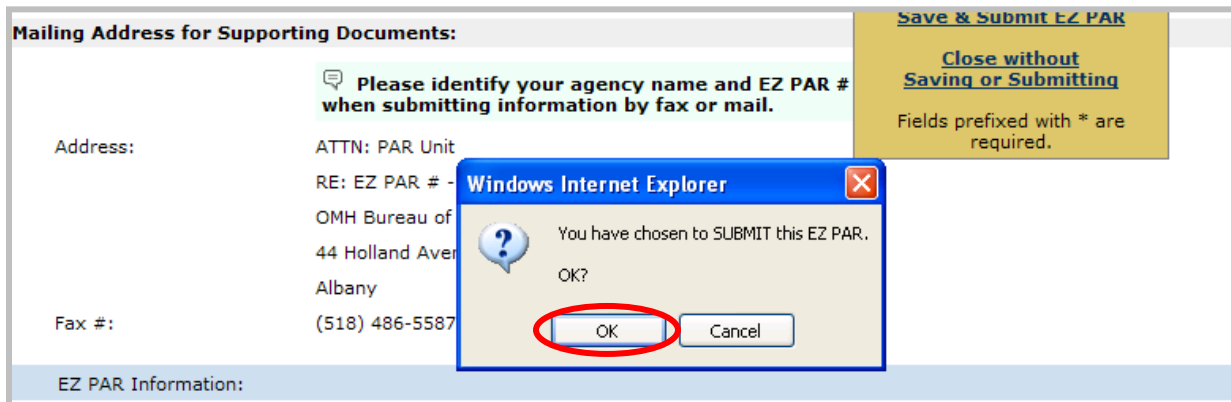 Save & Submit EZ PAR
Mailing Address for Supporting Documents:
Close without
Saving or Submitting
Please identify your agency name and EZ PAR #
when submitting information by fax or mail.
Fields prefixed with * are
required.
Address:
ATTN: PAR Unit
RE: EZ PAR # -
Windows Internet Explorer
OMH Bureau of
You have chosen to SUBMIT this EZ PAR.
44 Holland Aven
OK?
Albany
Fax #:
(518) 486-5587
OK
Cancel
EZ PAR Information: